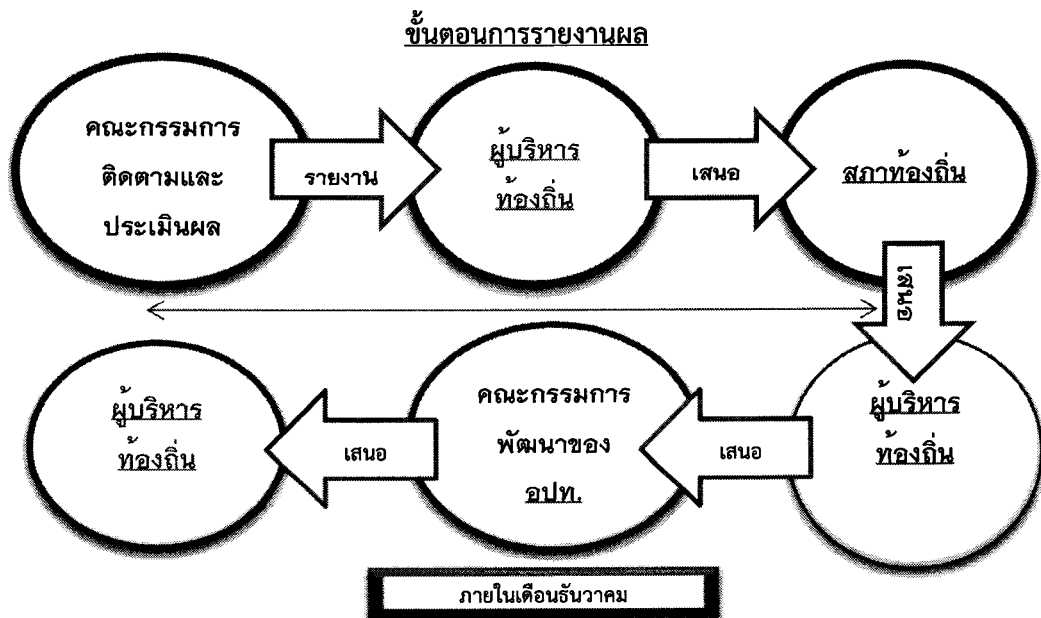 ขั้นตอนการรายงานผล
คณะกรรมการ
ติดตามและ
ประเมินผล
รายงาน
ผู้บริหาร
ท้องถิ่น
เสนอ
สภาท้องถิ่น
เสนอ
ผู้บริหาร
ท้องถิ่น
เสนอ
คณะกรรมการ
พัฒนาของ
อปท.
เสนอ
ผู้บริหาร
ท้องถิ่น
ภายในเดือนธันวาคม